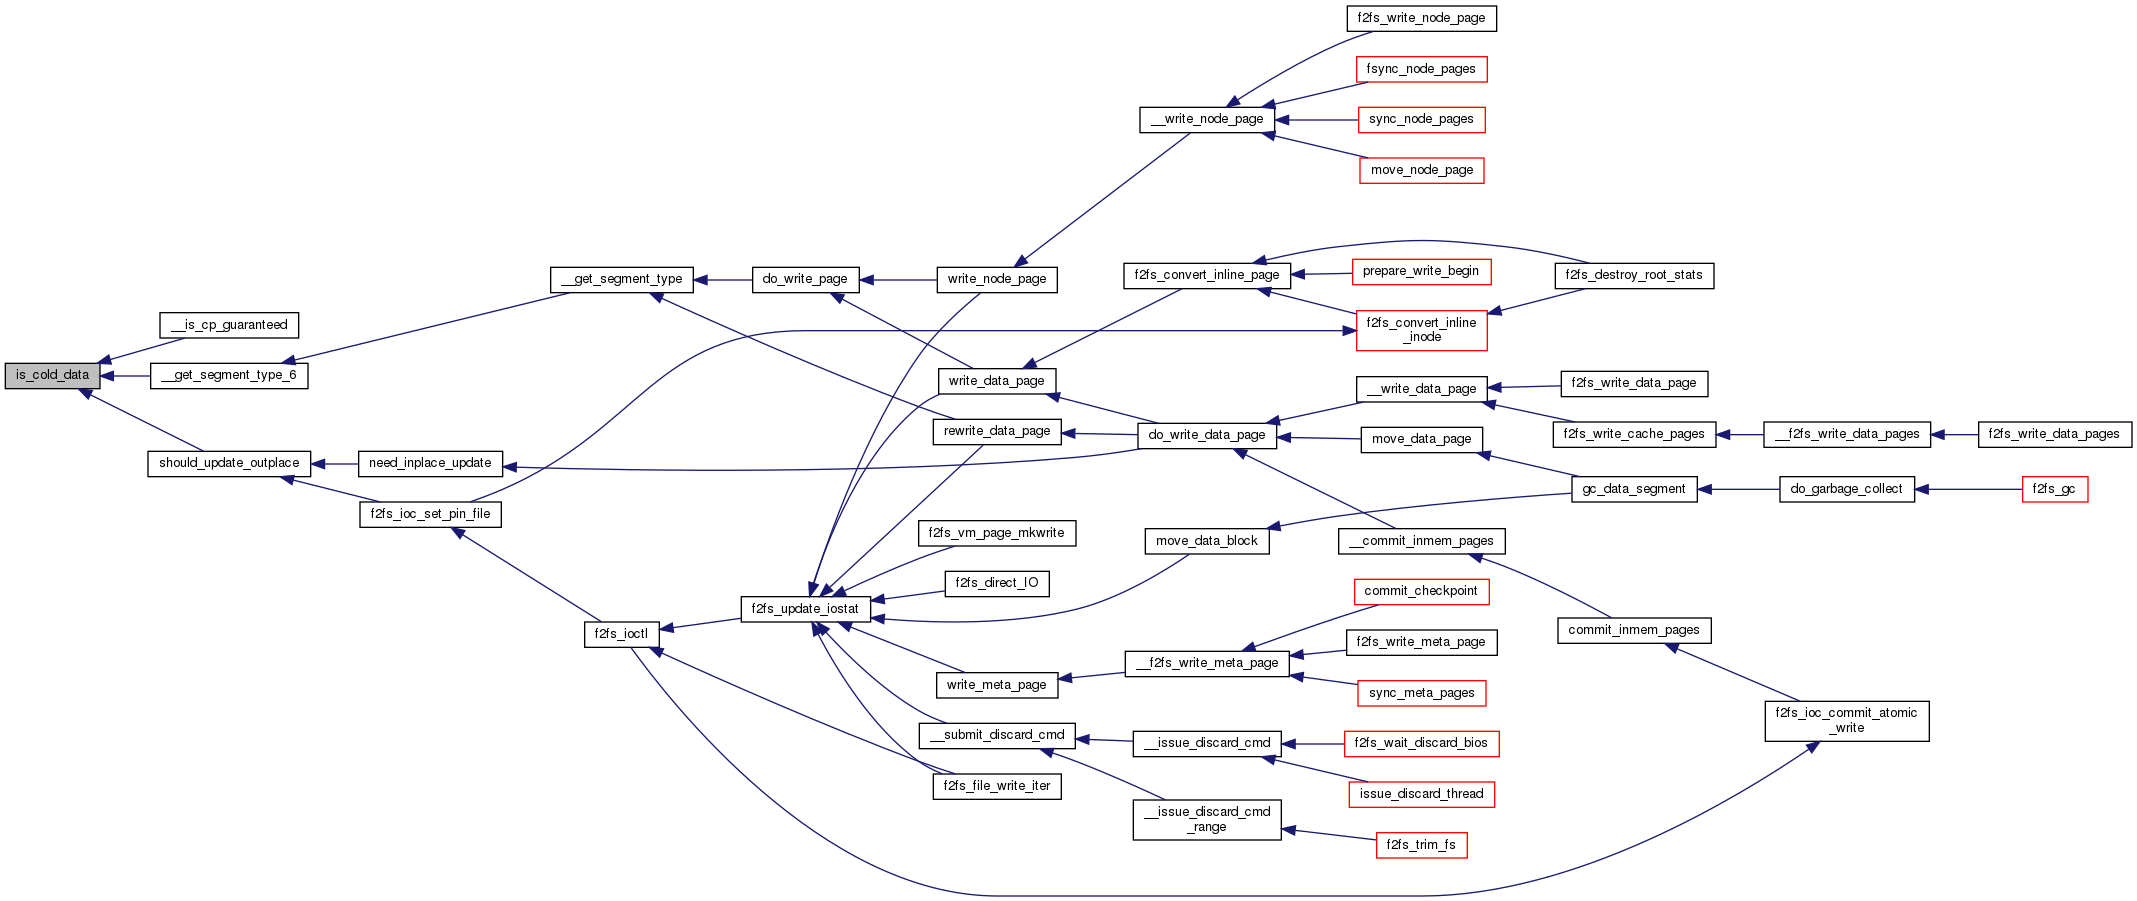 f2fs_write_node_page
fsync_node_pages
__write_node_page
sync_node_pages
move_node_page
__get_segment_type
do_write_page
write_node_page
f2fs_convert_inline_page
prepare_write_begin
f2fs_destroy_root_stats
__is_cp_guaranteed
f2fs_convert_inline
_inode
is_cold_data
__get_segment_type_6
write_data_page
__write_data_page
f2fs_write_data_page
rewrite_data_page
do_write_data_page
move_data_page
f2fs_write_cache_pages
__f2fs_write_data_pages
f2fs_write_data_pages
should_update_outplace
need_inplace_update
gc_data_segment
do_garbage_collect
f2fs_gc
f2fs_ioc_set_pin_file
f2fs_vm_page_mkwrite
move_data_block
__commit_inmem_pages
f2fs_direct_IO
commit_checkpoint
f2fs_update_iostat
f2fs_ioctl
commit_inmem_pages
f2fs_write_meta_page
__f2fs_write_meta_page
write_meta_page
sync_meta_pages
f2fs_ioc_commit_atomic
_write
__submit_discard_cmd
__issue_discard_cmd
f2fs_wait_discard_bios
f2fs_file_write_iter
issue_discard_thread
__issue_discard_cmd
_range
f2fs_trim_fs